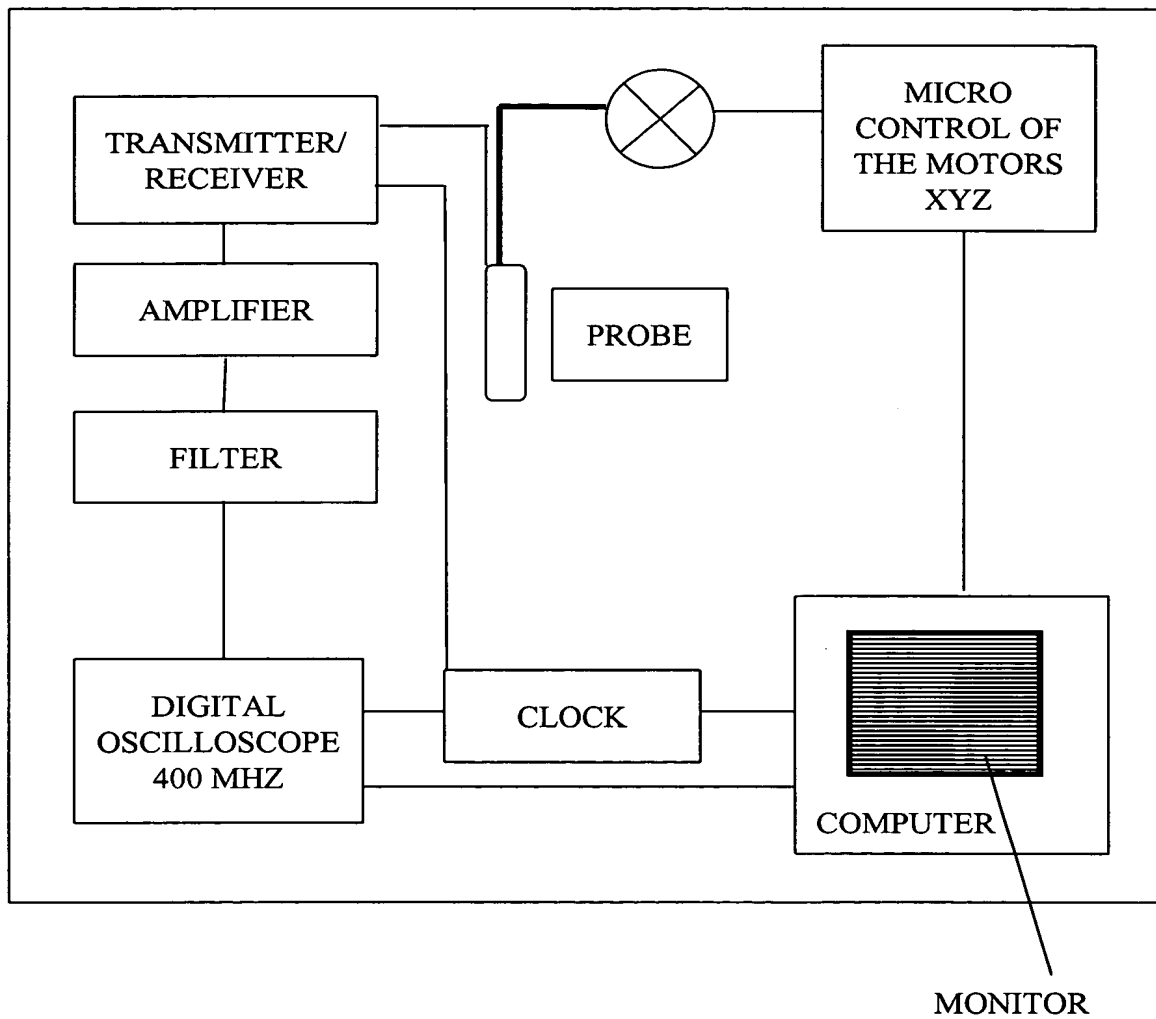 TRANSMITTER/
RECEIVER
MICRO
CONTROL OF
THE MOTORS
XYZ
AMPLIFIER
PROBE
FILTER
DIGITAL
OSCILLOSCOPE
400 MHZ
CLOCK
COMPUTER
MONITOR